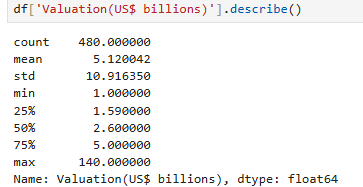 df['Valuation(US$ billions)'].describe()
count    480.000000
mean       5.120042
std       10.916350
min        1.000000
25%        1.590000
50%        2.600000
75%        5.000000
max      140.000000
Name: Valuation(US$ billions), dtype: float64